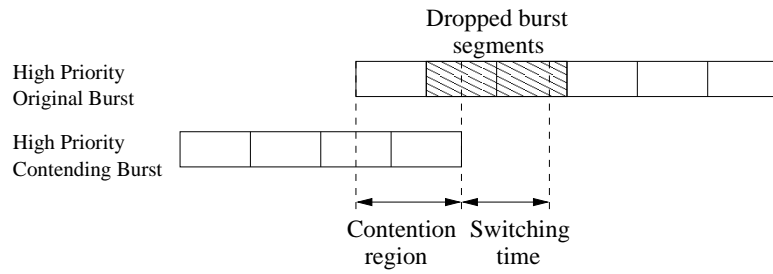 Dropped burst
segments
High Priority
Original Burst
High Priority
Contending Burst
Contention
region
Switching
time